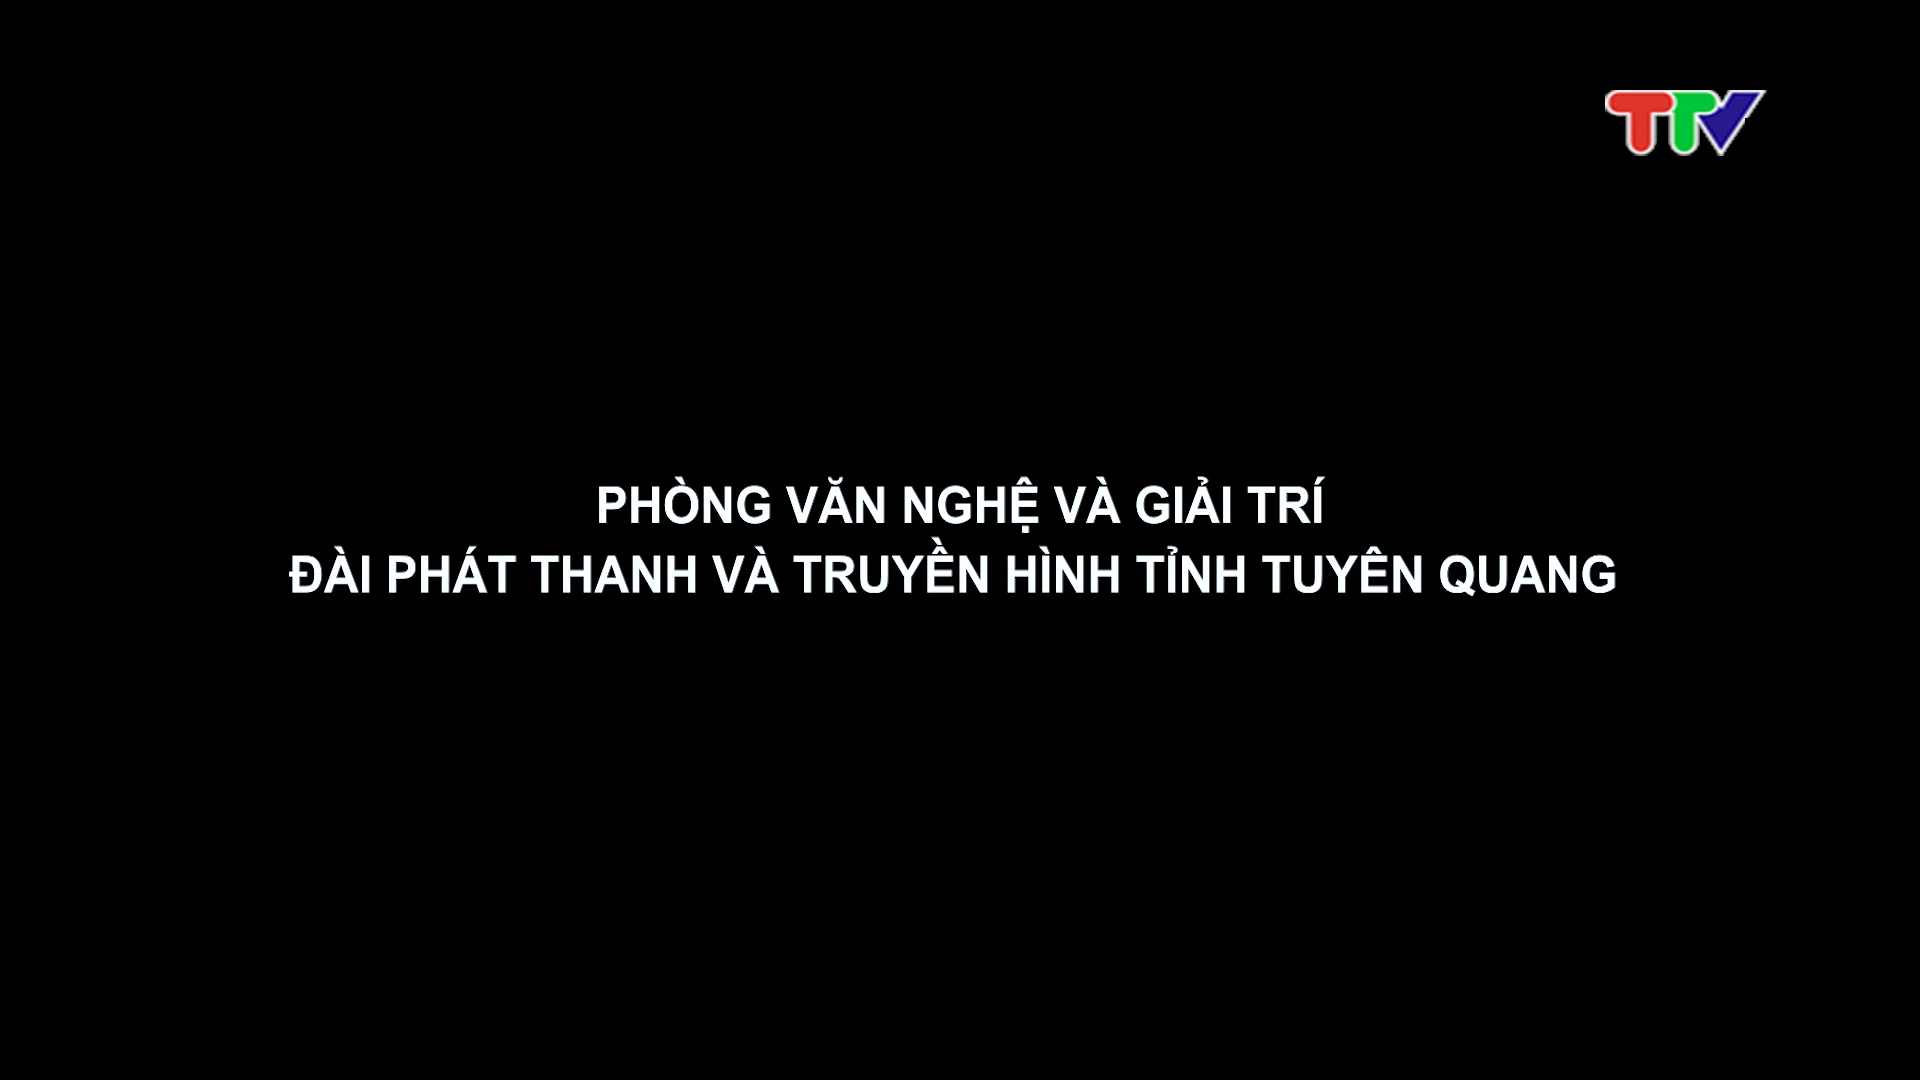 TTV
PHÒNG VĂN NGHỆ VÀ GIẢI TRÍ
ĐÀI PHÁT THANH VÀ TRUYỀN HÌNH TỈNH TUYÊN QUANG